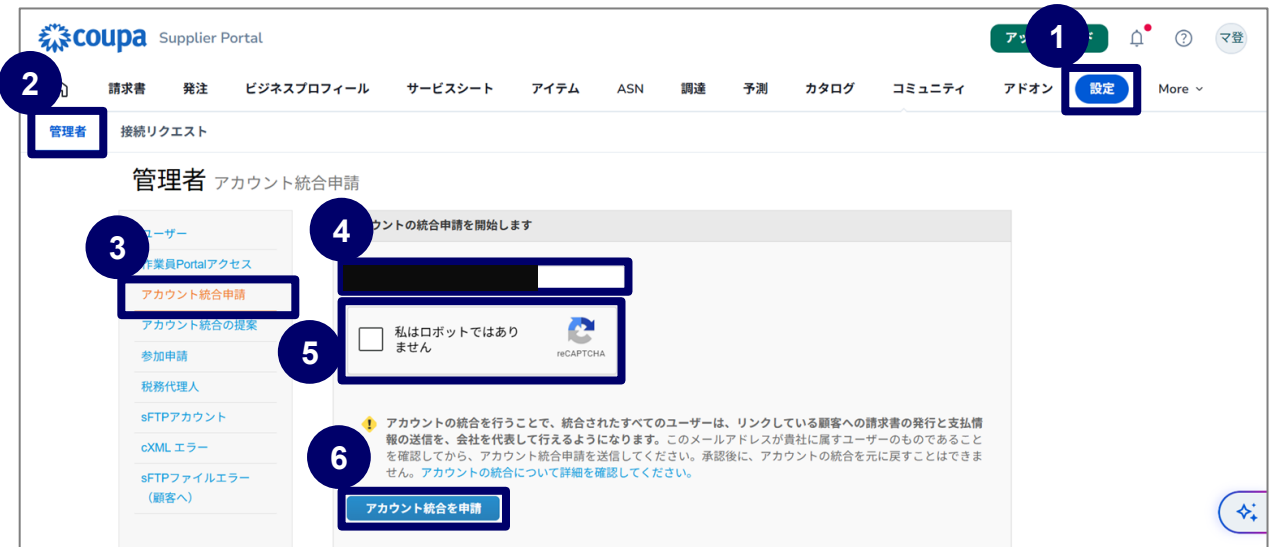 coupa Supplier Portal
1
マ登
2
請求書 発注 ビジネスプロフィール サービスシート アイテム ASN 調達 予測 カタログ コミュニティ アドオン 設定 More
管理者 接続リクエスト
管理者 アカウント統合申請
ユーザー
3
作業員Portalアクセス
アカウント統合申請
アカウント統合の提案
参加申請
税務代理人
sFTPアカウント
cXML エラー
sFTPファイルエラー
（顧客へ）
4
ウントの統合申請を開始します
5
私はロボットではあり
ません
reCAPTCHA
アカウントの統合を行うことで、統合されたすべてのユーザーは、リンクしている顧客への請求書の発行と支払情
報の送信を、会社を代表して行えるようになります。このメールアドレスが貴社に属すユーザーのものであること
を確認してから、アカウント統合申請を送信してください。承認後に、アカウントの統合を元に戻すことはできま
せん。アカウントの統合について詳細を確認してください。
6
アカウント統合を申請